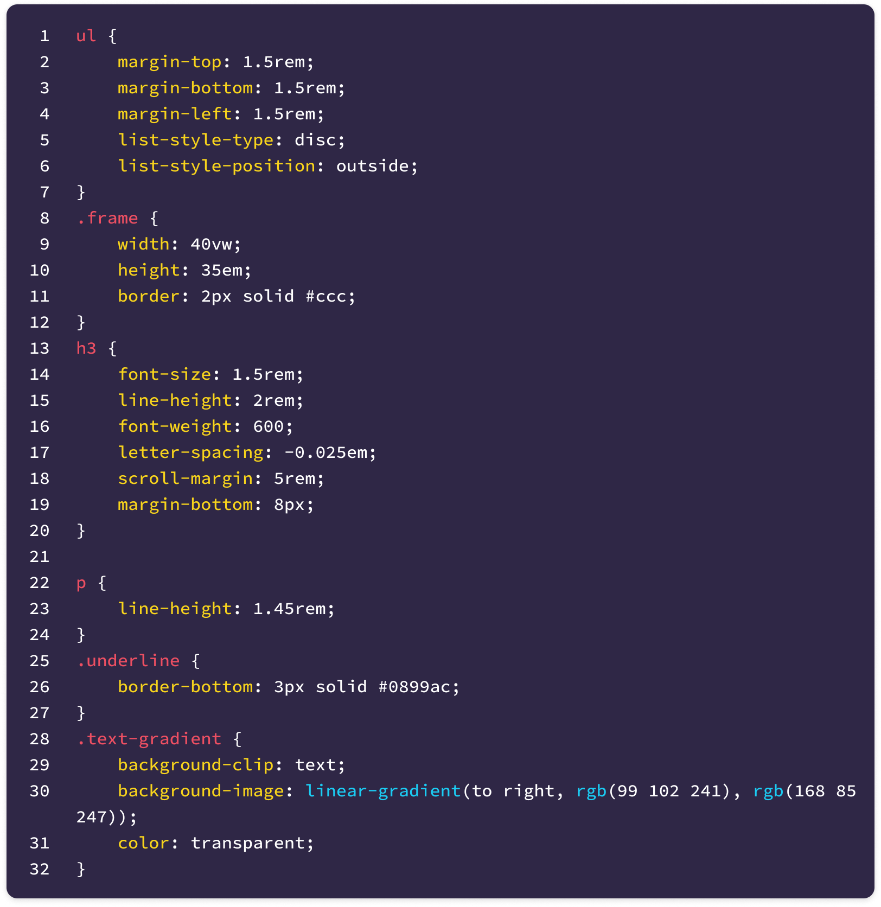 1 ul {
2     margin-top: 1.5rem;
3     margin-bottom: 1.5rem;
4     margin-left: 1.5rem;
5     list-style-type: disc;
6     list-style-position: outside;
7 }
8 .frame {
9     width: 40vw;
10     height: 35em;
11     border: 2px solid #ccc;
12 }
13 h3 {
14     font-size: 1.5rem;
15     line-height: 2rem;
16     font-weight: 600;
17     letter-spacing: -0.025em;
18     scroll-margin: 5rem;
19     margin-bottom: 8px;
20 }
21
22 p {
23     line-height: 1.45rem;
24 }
25 .underline {
26     border-bottom: 3px solid #0899ac;
27 }
28 .text-gradient {
29     background-clip: text;
30     background-image: linear-gradient(to right, rgb(99 102 241), rgb(168 85
247));
31     color: transparent;
32 }